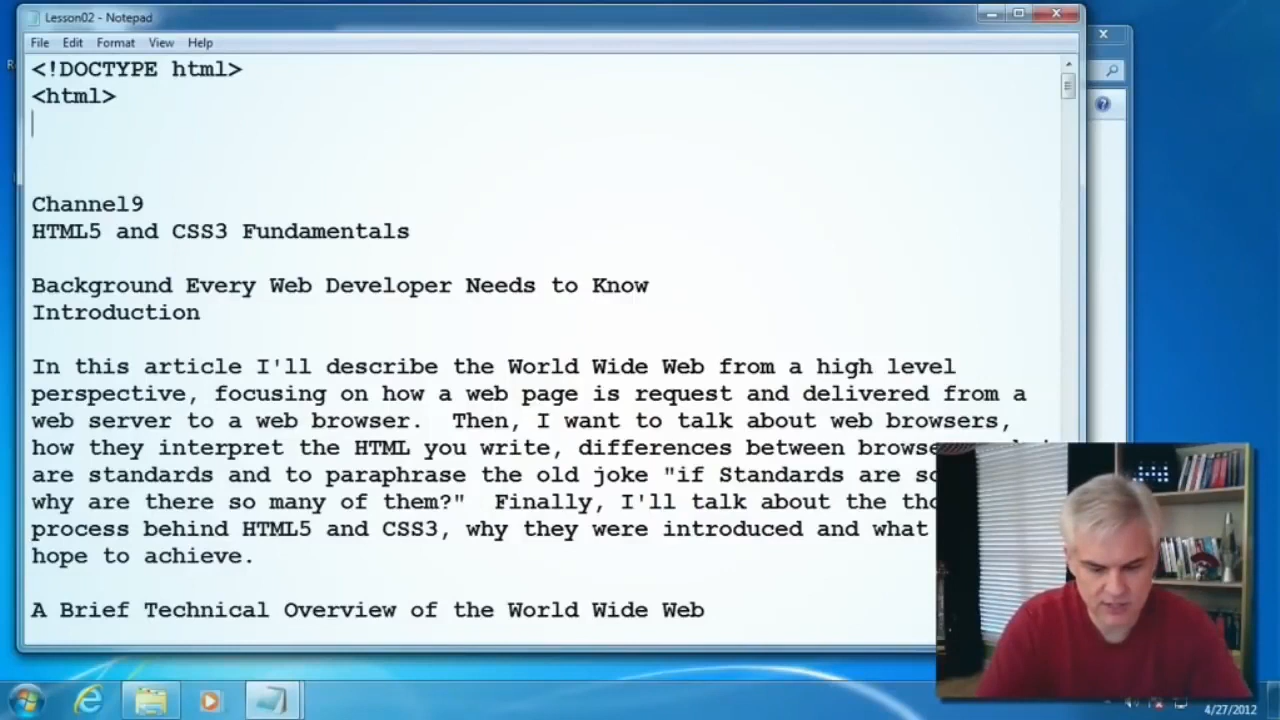 Lesson02 - Notepad
File Edit Format View Help
<!DOCTYPE html>
<html>
Channel9
HTML5 and CSS3 Fundamentals
Background Every Web Developer Needs to Know
Introduction
In this article I'll describe the World Wide Web from a high level
perspective, focusing on how a web page is request and delivered from a
web server to a web browser.  Then, I want to talk about web browsers,
how they interpret the HTML you write, differences between
are standards and to paraphrase the old joke "if Standards are
why are there so many of them?"  Finally, I'll talk about the
process behind HTML5 and CSS3, why they were introduced and what
hope to achieve.
A Brief Technical Overview of the World Wide Web
4/27/2012